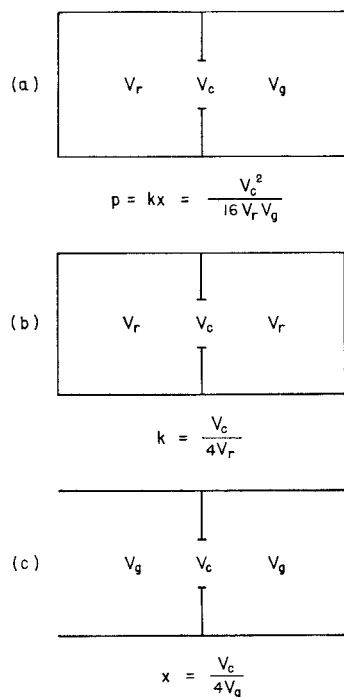 (a) V_r V_c V_g
p = kx = V_c^2 / 16 V_r V_g
(b) V_r V_c V_r
k = V_c / 4V_r
(c) V_g V_c V_g
x = V_c / 4V_g